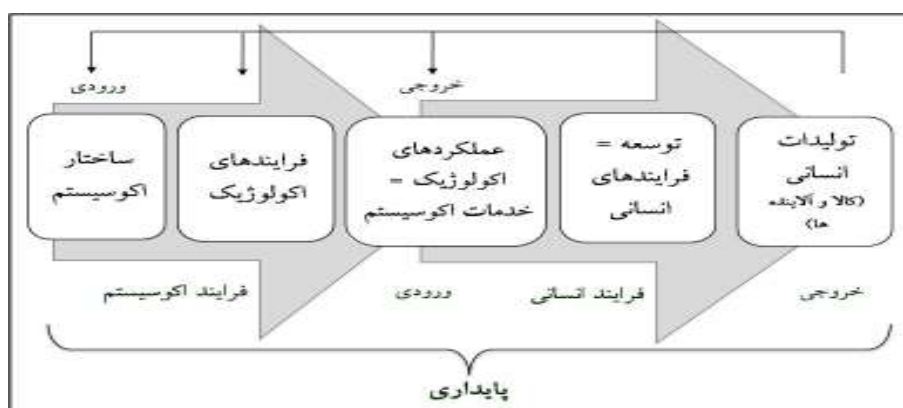 ورودی
خروجی
ساختار
اکوسیستم
فرایندهای
اکولوژیک
عملکردهای
اکولوژیک =
خدمات اکوسیستم
توسعه =
فرایندهای
انسانی
تولیدات
انسانی
(کالا و آلاینده
ها)
فرایند اکوسیستم
ورودی
فرایند انسانی
خروجی
پایداری